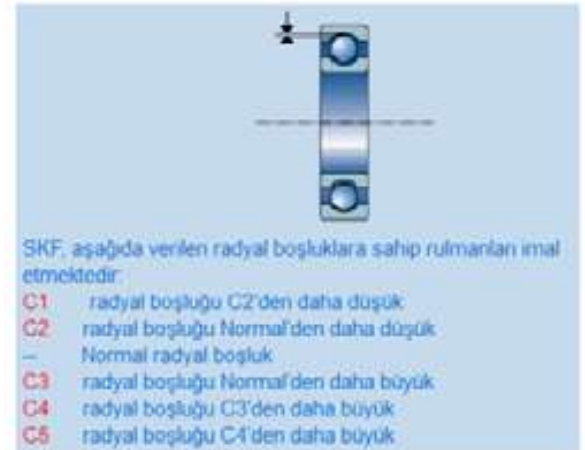 SKF, aşağıda verilen radyal boşluklara sahip rulmanları imal
etmektedir:
C1 radyal boşluğu C2'den daha düşük
C2 radyal boşluğu Normal'den daha düşük
– Normal radyal boşluk
C3 radyal boşluğu Normal'den daha büyük
C4 radyal boşluğu C3'den daha büyük
C5 radyal boşluğu C4'den daha büyük